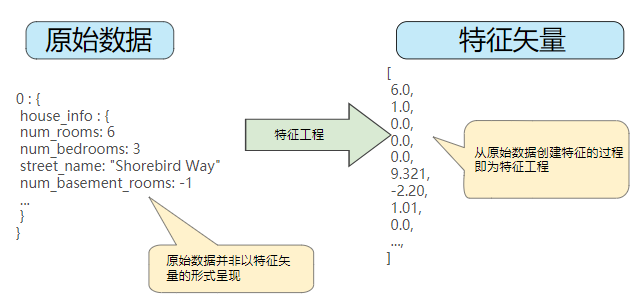 原始数据
0 : {
house_info : {
num_rooms: 6
num_bedrooms: 3
street_name: "Shorebird Way"
num_basement_rooms: -1
...
}
}
原始数据并非以特征矢
量的形式呈现
特征工程
特征矢量
[
6.0,
1.0,
0.0,
0.0,
0.0,
9.321,
-2.20,
1.01,
0.0,
...,
]
从原始数据创建特征的过程
即为特征工程